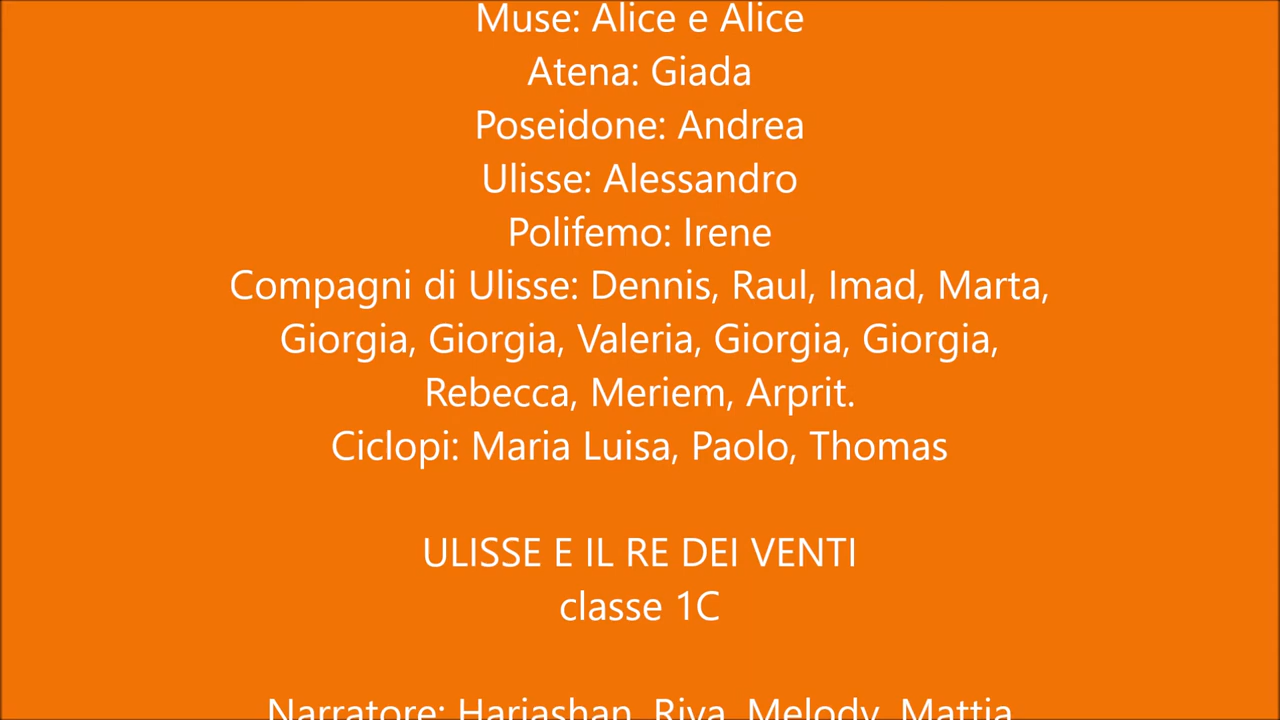 Muse: Alice e Alice
Atena: Giada
Poseidone: Andrea
Ulisse: Alessandro
Polifemo: Irene
Compagni di Ulisse: Dennis, Raul, Imad, Marta,
Giorgia, Giorgia, Valeria, Giorgia, Giorgia,
Rebecca, Meriem, Arprit.
Ciclopi: Maria Luisa, Paolo, Thomas
ULISSE E IL RE DEI VENTI
classe 1C
Narratore: Harjashan, Riya, Melody, Mattia